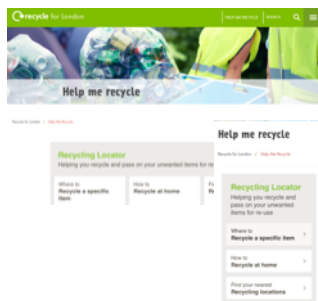 recycle for London
HELP ME RECYCLE
SEARCH
Help me recycle
Recycle for London / Help Me Recycle
Recycling Locator
Helping you recycle and pass on your unwanted items for re
Where to
Recycle a specific
item
How to
Recycle at home
Help me recycle
Recycle for London / Help Me Recycle
Recycling Locator
Helping you recycle and
pass on your unwanted
items for re-use
Where to
Recycle a specific item
How to
Recycle at home
Find your nearest
Recycling locations